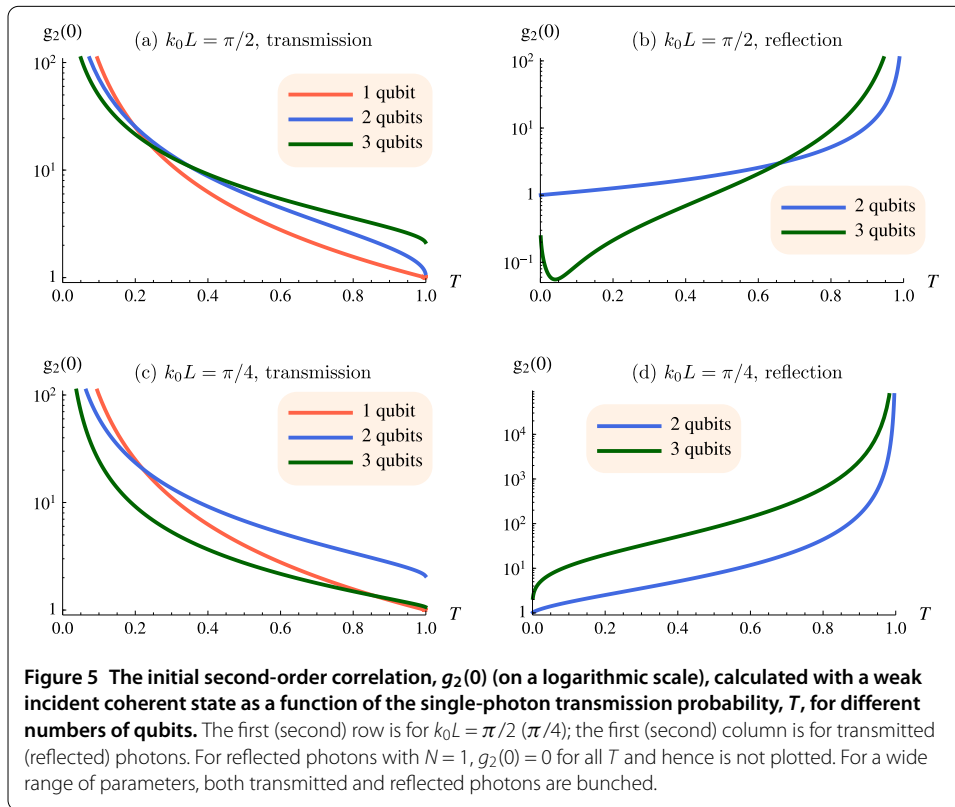 g₂(0)
(a) k₀L = π/2, transmission
10²
10
1
0.0 0.2 0.4 0.6 0.8 1.0 T
1 qubit
2 qubits
3 qubits
g₂(0)
(b) k₀L = π/2, reflection
10²
10
1
10⁻¹
0.0 0.2 0.4 0.6 0.8 1.0 T
2 qubits
3 qubits
g₂(0)
(c) k₀L = π/4, transmission
10²
10
1
0.0 0.2 0.4 0.6 0.8 1.0 T
1 qubit
2 qubits
3 qubits
g₂(0)
(d) k₀L = π/4, reflection
10⁴
10³
10²
10¹
1
0.0 0.2 0.4 0.6 0.8 1.0 T
2 qubits
3 qubits
Figure 5 The initial second-order correlation, g₂(0) (on a logarithmic scale), calculated with a weak
incident coherent state as a function of the single-photon transmission probability, T, for different
numbers of qubits. The first (second) row is for k₀L = π/2 (π/4); the first (second) column is for transmitted
(reflected) photons. For reflected photons with N = 1, g₂(0) = 0 for all T and hence is not plotted. For a wide
range of parameters, both transmitted and reflected photons are bunched.